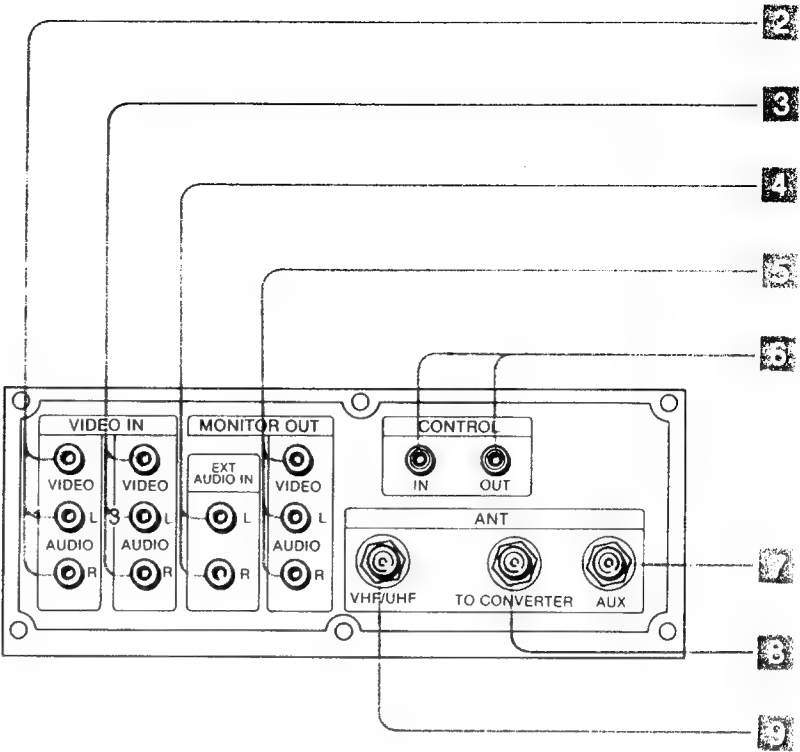 2
3
4
5
6
VIDEO IN
MONITOR OUT
CONTROL
EXT
AUDIO IN
VIDEO
VIDEO
VIDEO
IN
OUT
L
3
L
L
L
ANT
AUDIO
AUDIO
AUDIO
R
R
R
R
VHF/UHF
TO CONVERTER
AUX
7
8
9